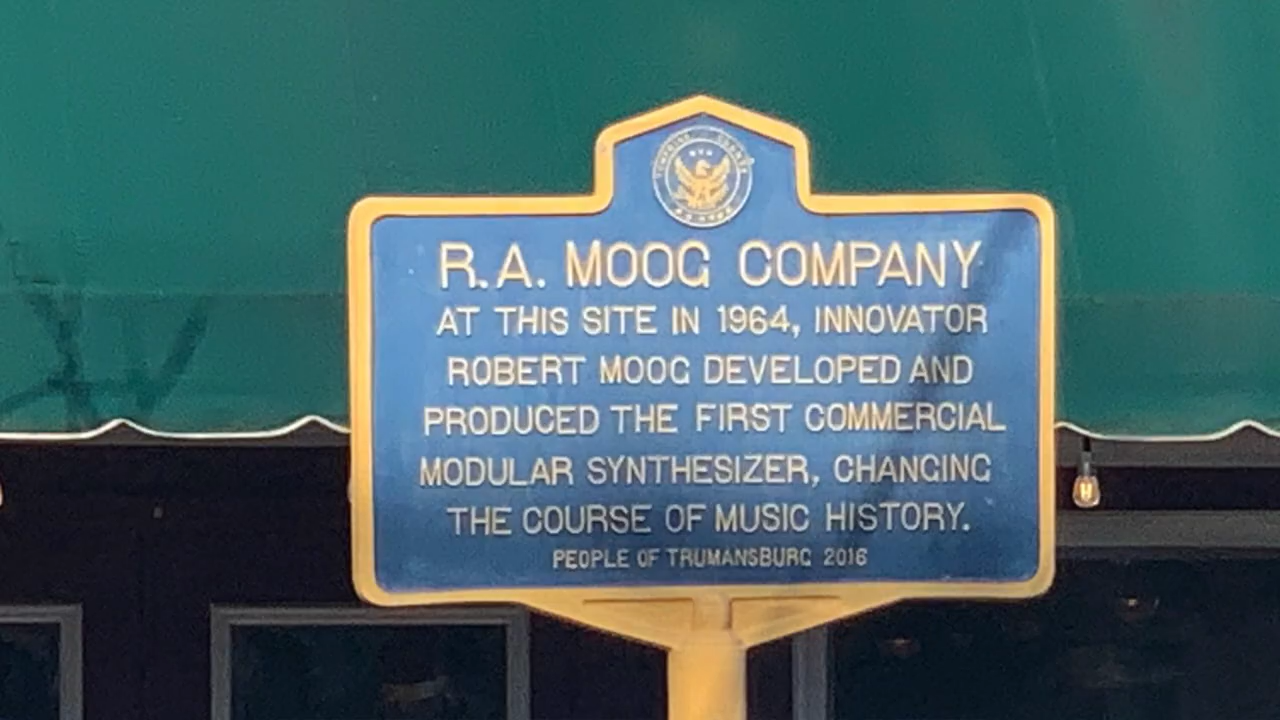 R.A. MOOG COMPANY
AT THIS SITE IN 1964, INNOVATOR
ROBERT MOOG DEVELOPED AND
PRODUCED THE FIRST COMMERCIAL
MODULAR SYNTHESIZER, CHANGING
THE COURSE OF MUSIC HISTORY.
PEOPLE OF TRUMANSBURG 2016